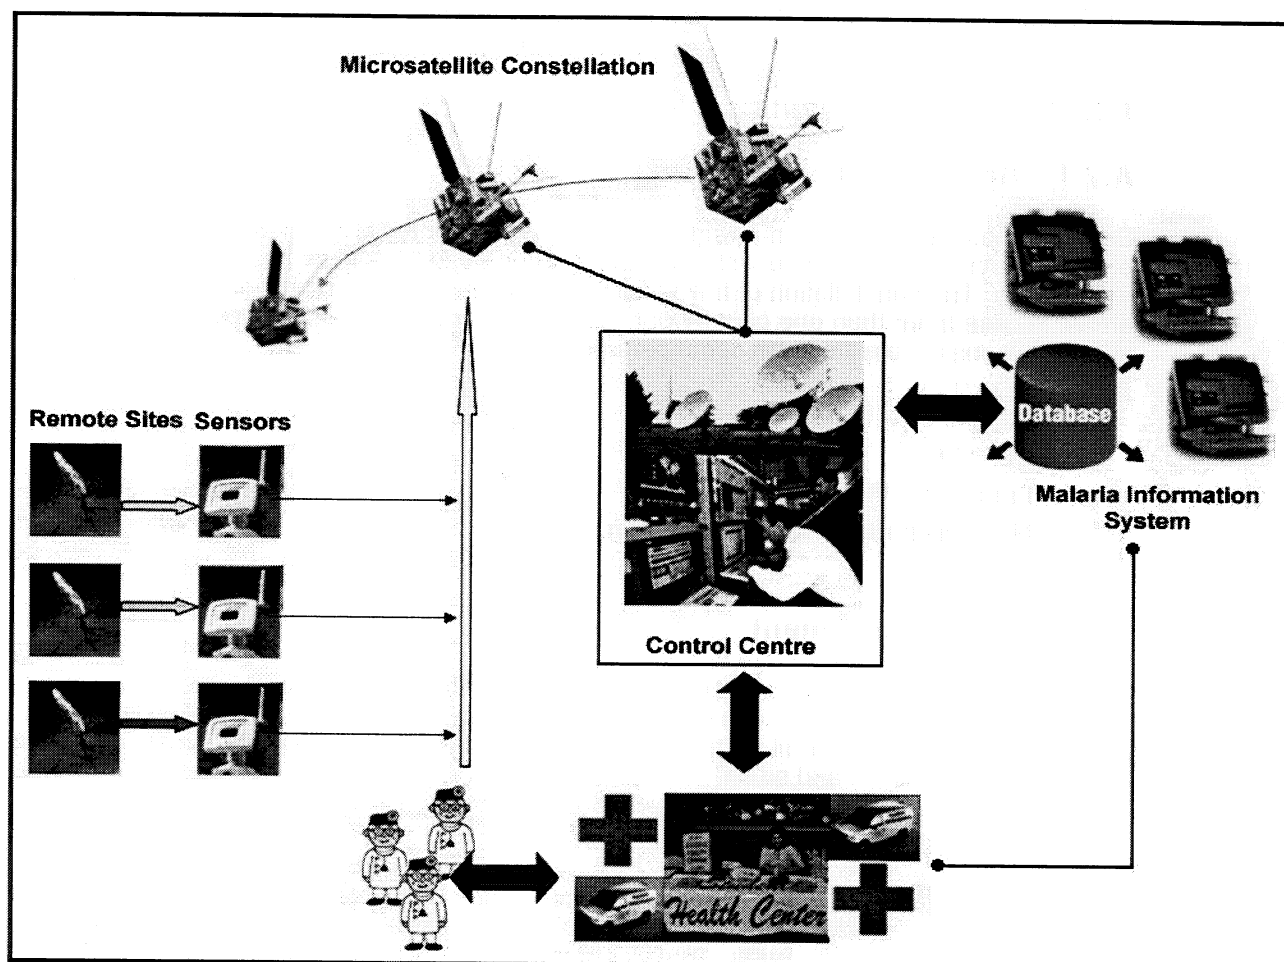 Microsatellite Constellation
Remote Sites Sensors
Database
Malaria Information
System
Control Centre
Health Center